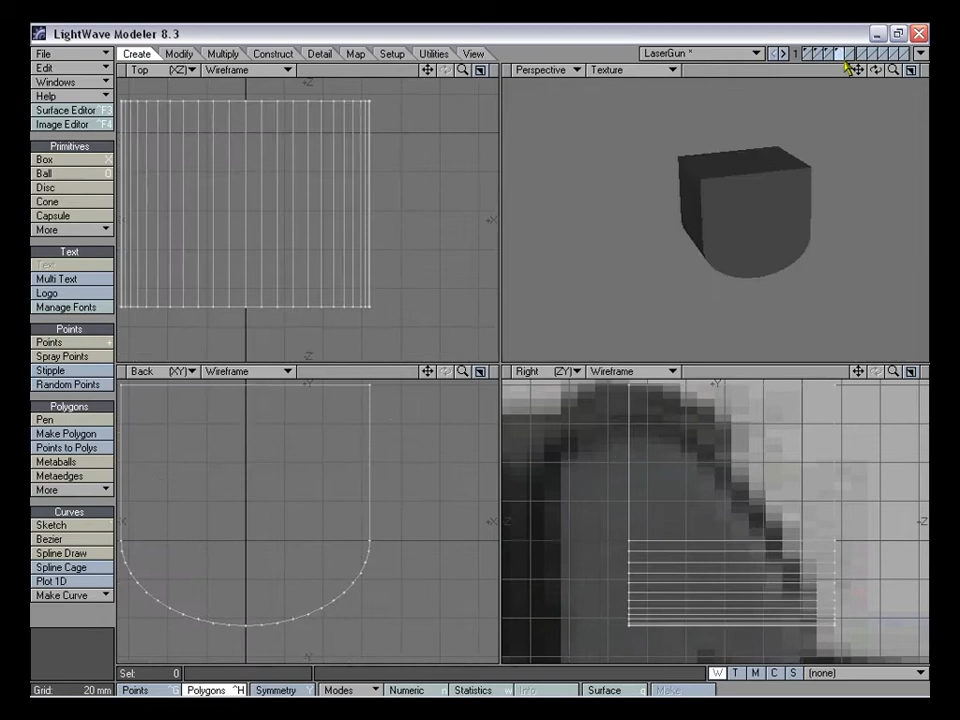 LightWave Modeler 8.3
File Create Modify Multiply Construct Detail Map Setup Utilities View LaserGun * 1
Edit Top (XZ) Wireframe Perspective Texture
Windows
Help
Surface Editor F3
Image Editor ^F4
Primitives
Box X
Ball O
Disc
Cone
Capsule
More
Text
Text
Multi Text
Logo
Manage Fonts
Points
Points +
Spray Points
Stipple Back (XY) Wireframe Right (ZY) Wireframe
Random Points
Polygons
Pen
Make Polygon
Points to Polys
Metaballs
Metaedges
More
Curves
Sketch
Bezier
Spline Draw
Spline Cage
Plot 1D
Make Curve
Sel: 0 W T M C S (none)
Grid: 20 mm Points ^G Polygons ^H Symmetry Y Modes Numeric n Statistics w Info i Surface q Make